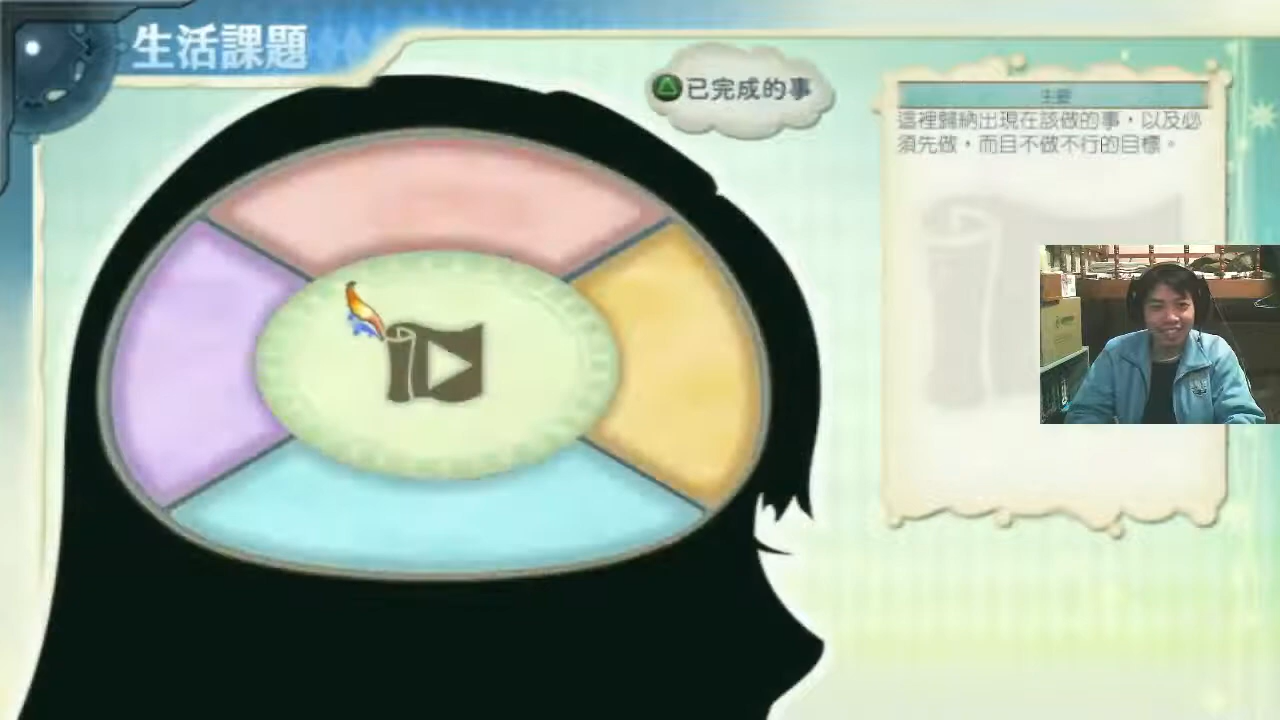 生活課題
已完成的事
主要
這裡歸納出現在該做的事，以及必
須先做，而且不做不行的目標。